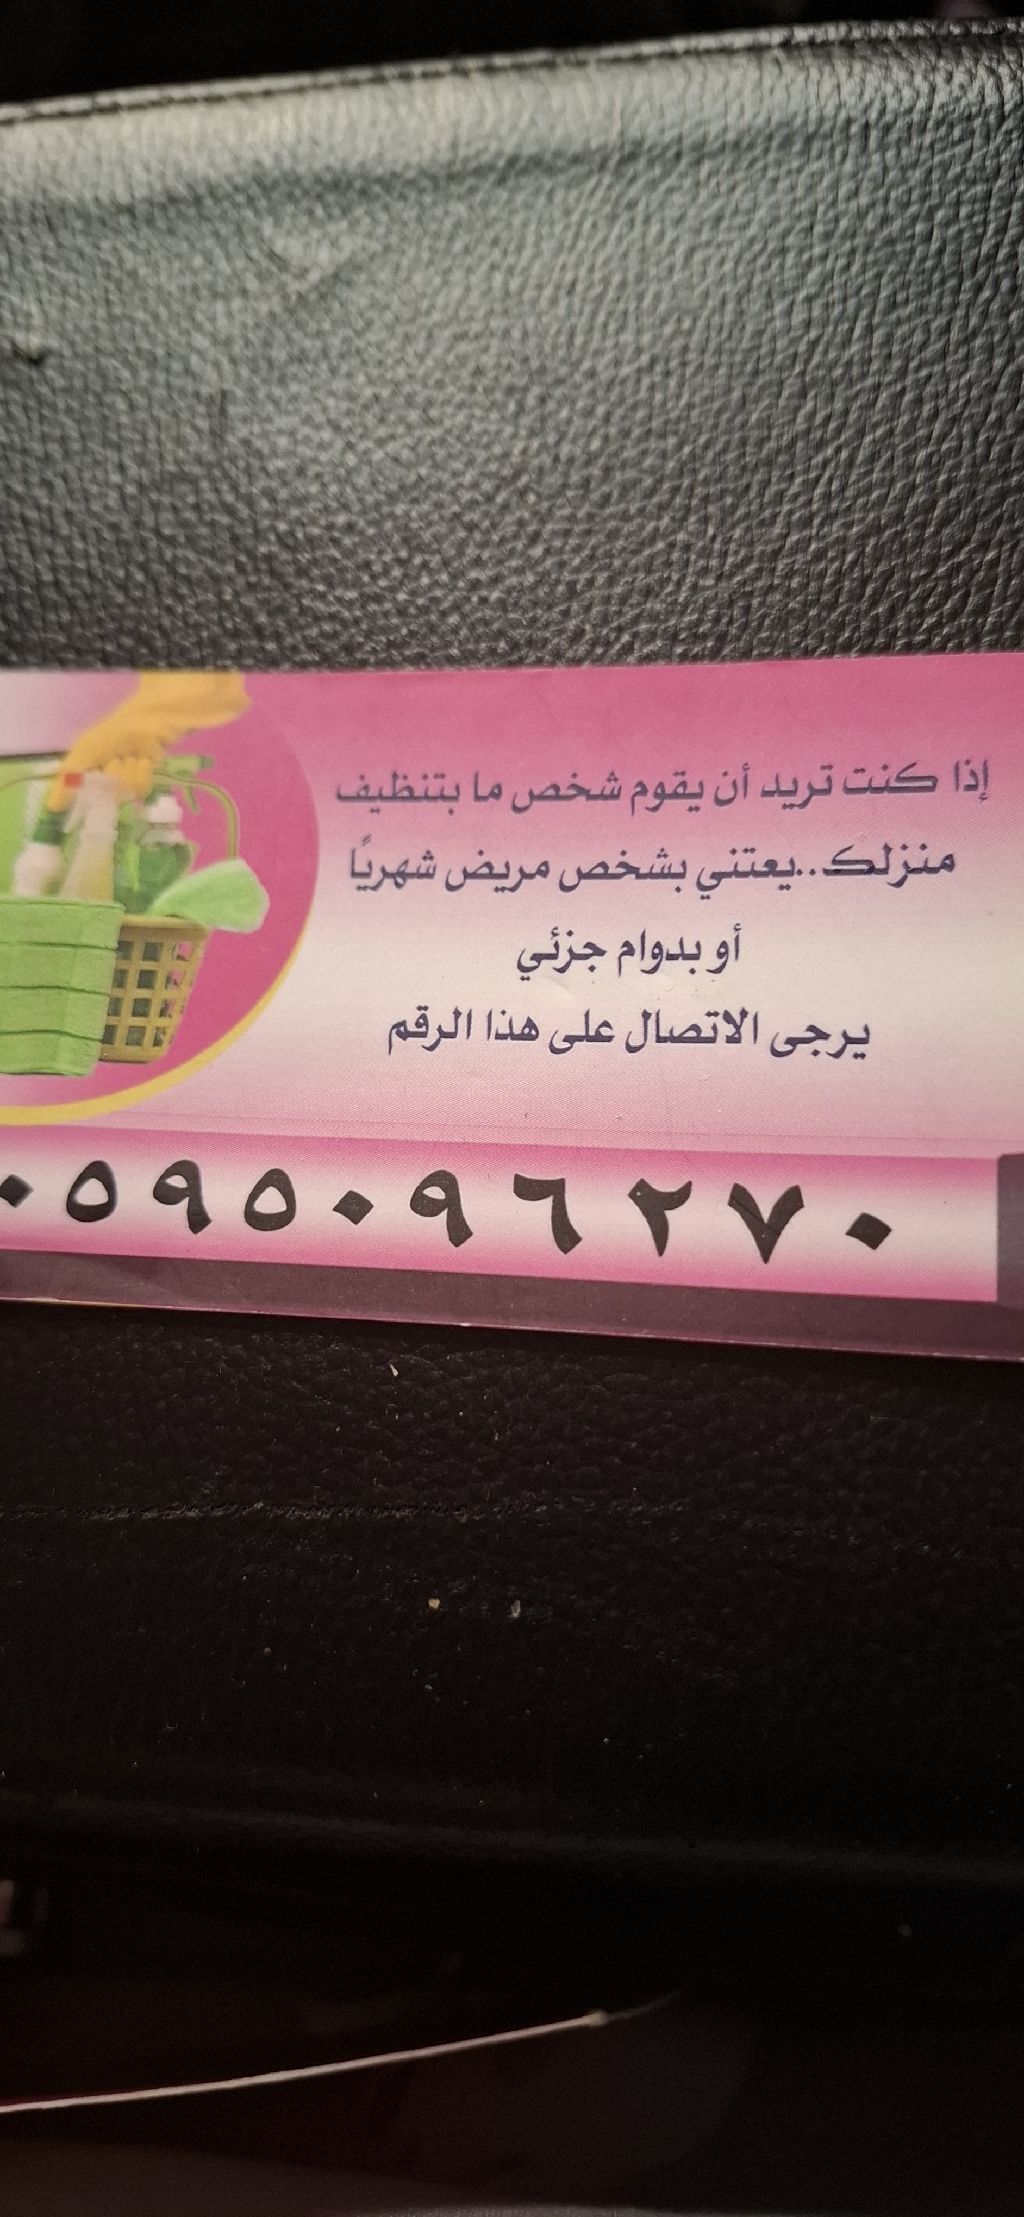 إذا كنت تريد أن يقوم شخص ما بتنظيف
منزلك..يعتني بشخص مريض شهريًا
أو بدوام جزئي
يرجى الاتصال على هذا الرقم
٠٥٩٥٠٩٦٢٧٠